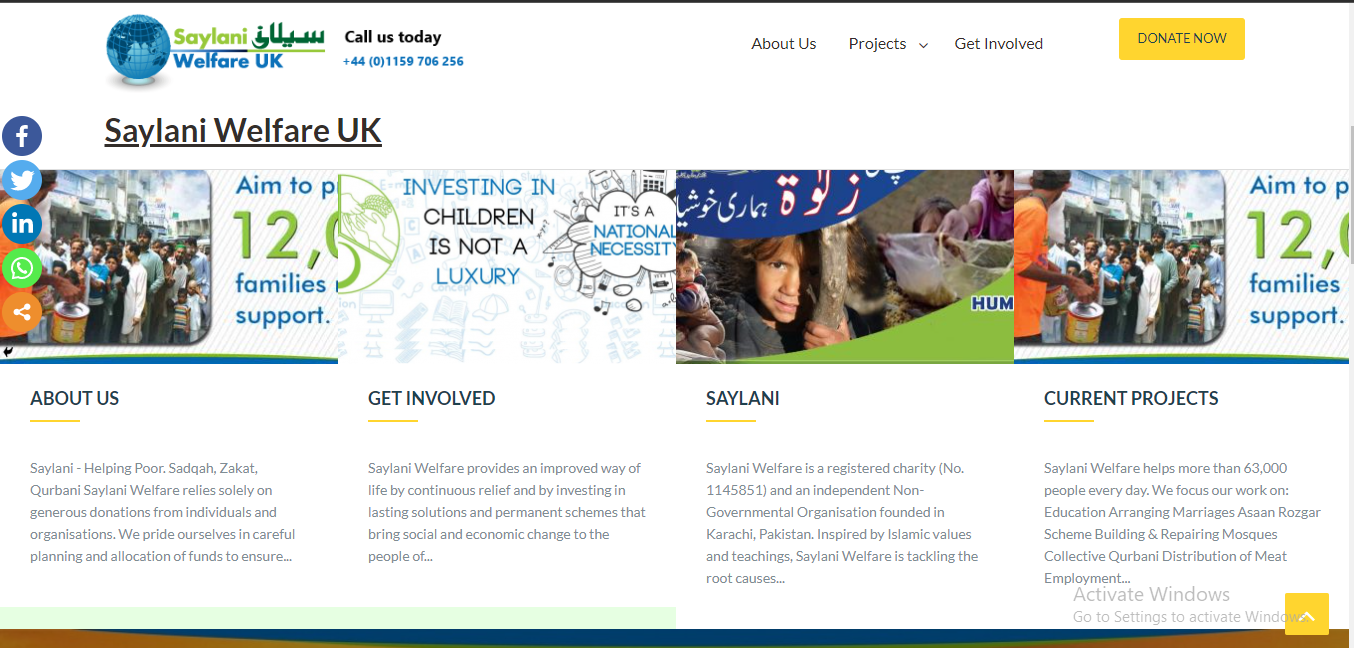 Saylani سیلانی
Welfare UK
Call us today
+44 (0)1159 706 256
About Us
Projects
Get Involved
DONATE NOW
Saylani Welfare UK
Aim to p
12,0
families
support.
INVESTING IN
CHILDREN
IS NOT A
LUXURY
IT'S A
NATIONAL
NECESSITY
زکوٰۃ
ہماری خوشیا
HUM
Aim to p
12,0
families
support.
ABOUT US
Saylani - Helping Poor. Sadqah, Zakat,
Qurbani Saylani Welfare relies solely on
generous donations from individuals and
organisations. We pride ourselves in careful
planning and allocation of funds to ensure...
GET INVOLVED
Saylani Welfare provides an improved way of
life by continuous relief and by investing in
lasting solutions and permanent schemes that
bring social and economic change to the
people of...
SAYLANI
Saylani Welfare is a registered charity (No.
1145851) and an independent Non-
Governmental Organisation founded in
Karachi, Pakistan. Inspired by Islamic values
and teachings, Saylani Welfare is tackling the
root causes...
CURRENT PROJECTS
Saylani Welfare helps more than 63,000
people every day. We focus our work on:
Education Arranging Marriages Asaan Rozgar
Scheme Building & Repairing Mosques
Collective Qurbani Distribution of Meat
Employment...
Activate Windows
Go to Settings to activate Windows.